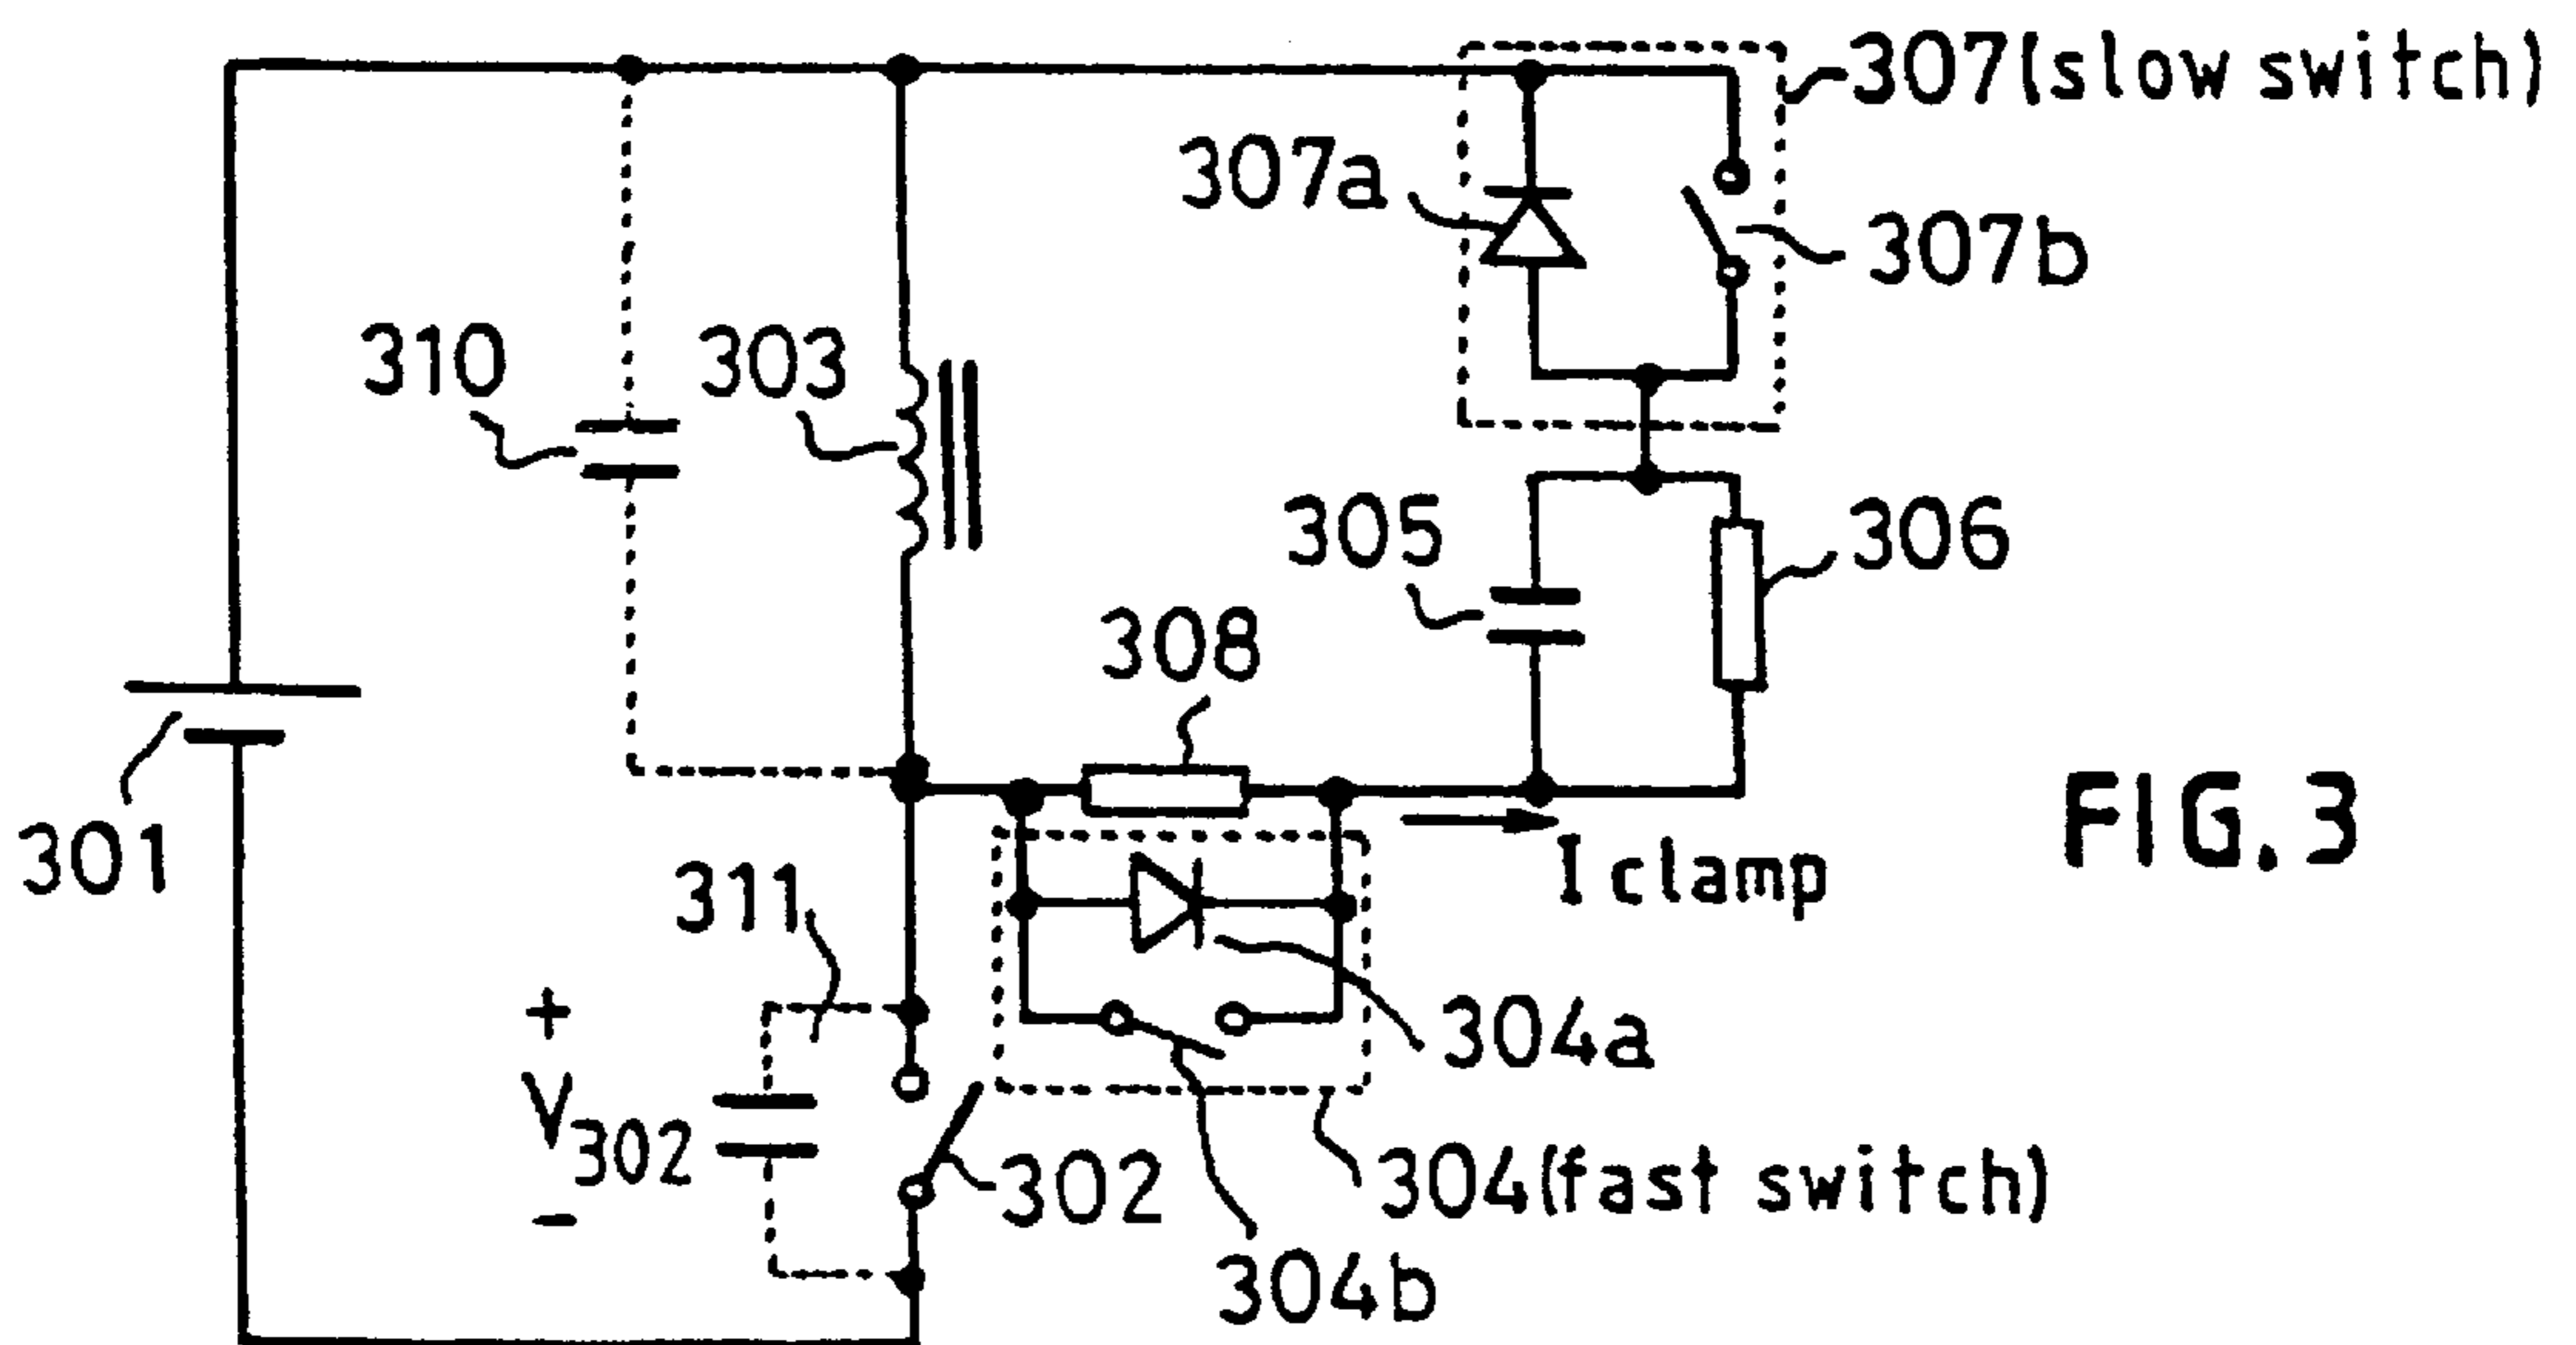 307(slow switch)
307a
307b
310
303
305
306
308
301
I clamp
FIG.3
311
304a
+
V302
-
302
304(fast switch)
304b